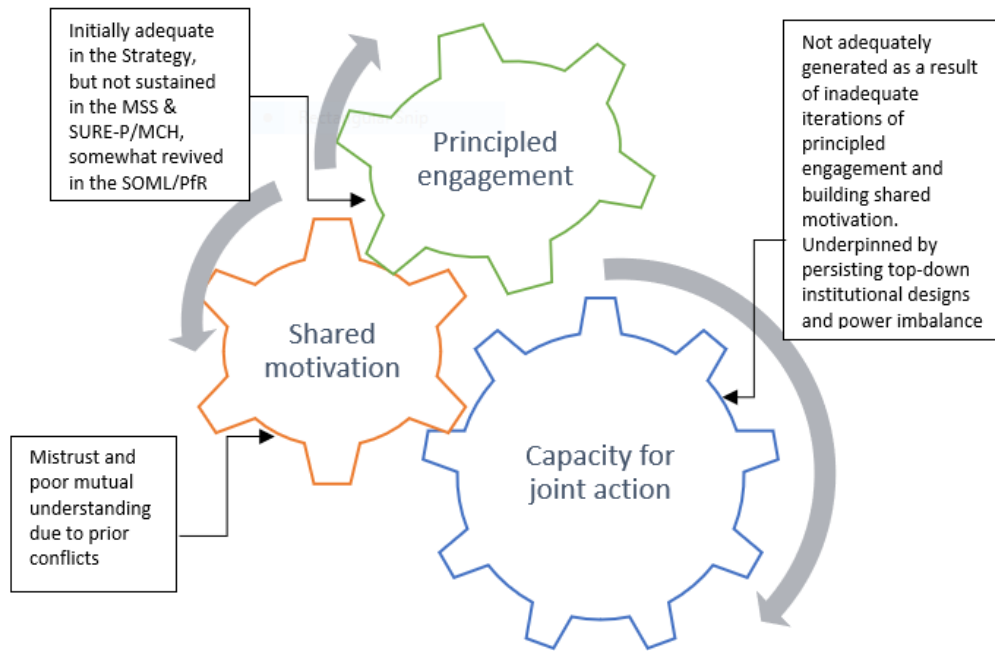 Initially adequate
in the Strategy,
but not sustained
in the MSS &
SURE-P/MCH,
somewhat revived
in the SOML/PfR
Principled
engagement
Not adequately
generated as a result
of inadequate
iterations of
principled
engagement and
building shared
motivation.
Underpinned by
persisting top-down
institutional designs
and power imbalance
Shared
motivation
Mistrust and
poor mutual
understanding
due to prior
conflicts
Capacity for
joint action